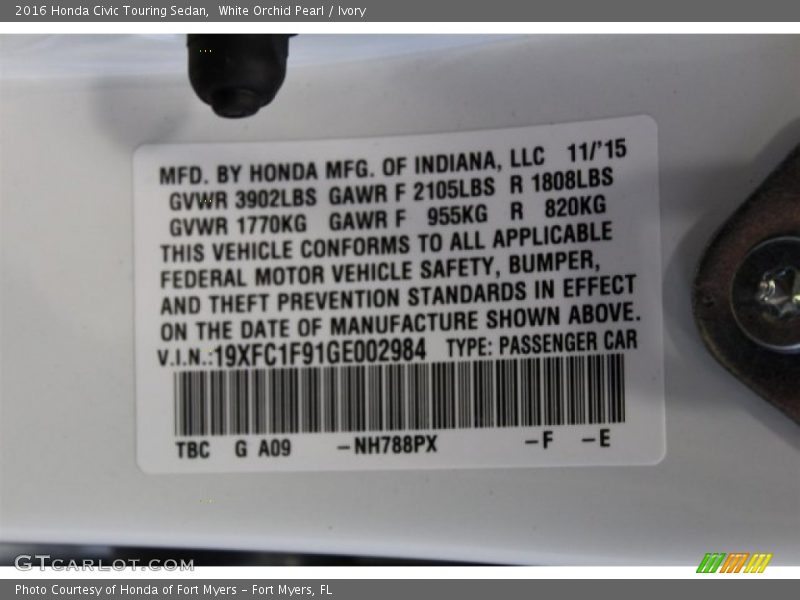 2016 Honda Civic Touring Sedan, White Orchid Pearl / Ivory
MFD. BY HONDA MFG. OF INDIANA, LLC 11/'15
GVWR 3902LBS GAWR F 2105LBS R 1808LBS
GVWR 1770KG GAWR F 955KG R 820KG
THIS VEHICLE CONFORMS TO ALL APPLICABLE
FEDERAL MOTOR VEHICLE SAFETY, BUMPER,
AND THEFT PREVENTION STANDARDS IN EFFECT
ON THE DATE OF MANUFACTURE SHOWN ABOVE.
V.I.N.:19XFC1F91GE002984 TYPE: PASSENGER CAR
TBC G A09 –NH788PX –F –E
GTCARLOT.COM
Photo Courtesy of Honda of Fort Myers – Fort Myers, FL